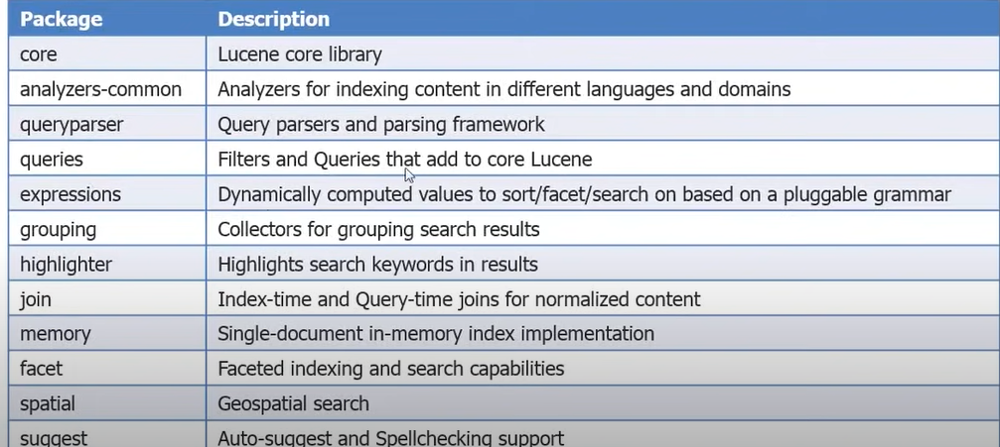 Package Description
core Lucene core library
analyzers-common Analyzers for indexing content in different languages and domains
queryparser Query parsers and parsing framework
queries Filters and Queries that add to core Lucene
expressions Dynamically computed values to sort/facet/search on based on a pluggable grammar
grouping Collectors for grouping search results
highlighter Highlights search keywords in results
join Index-time and Query-time joins for normalized content
memory Single-document in-memory index implementation
facet Faceted indexing and search capabilities
spatial Geospatial search
suggest Auto-suggest and Spellchecking support